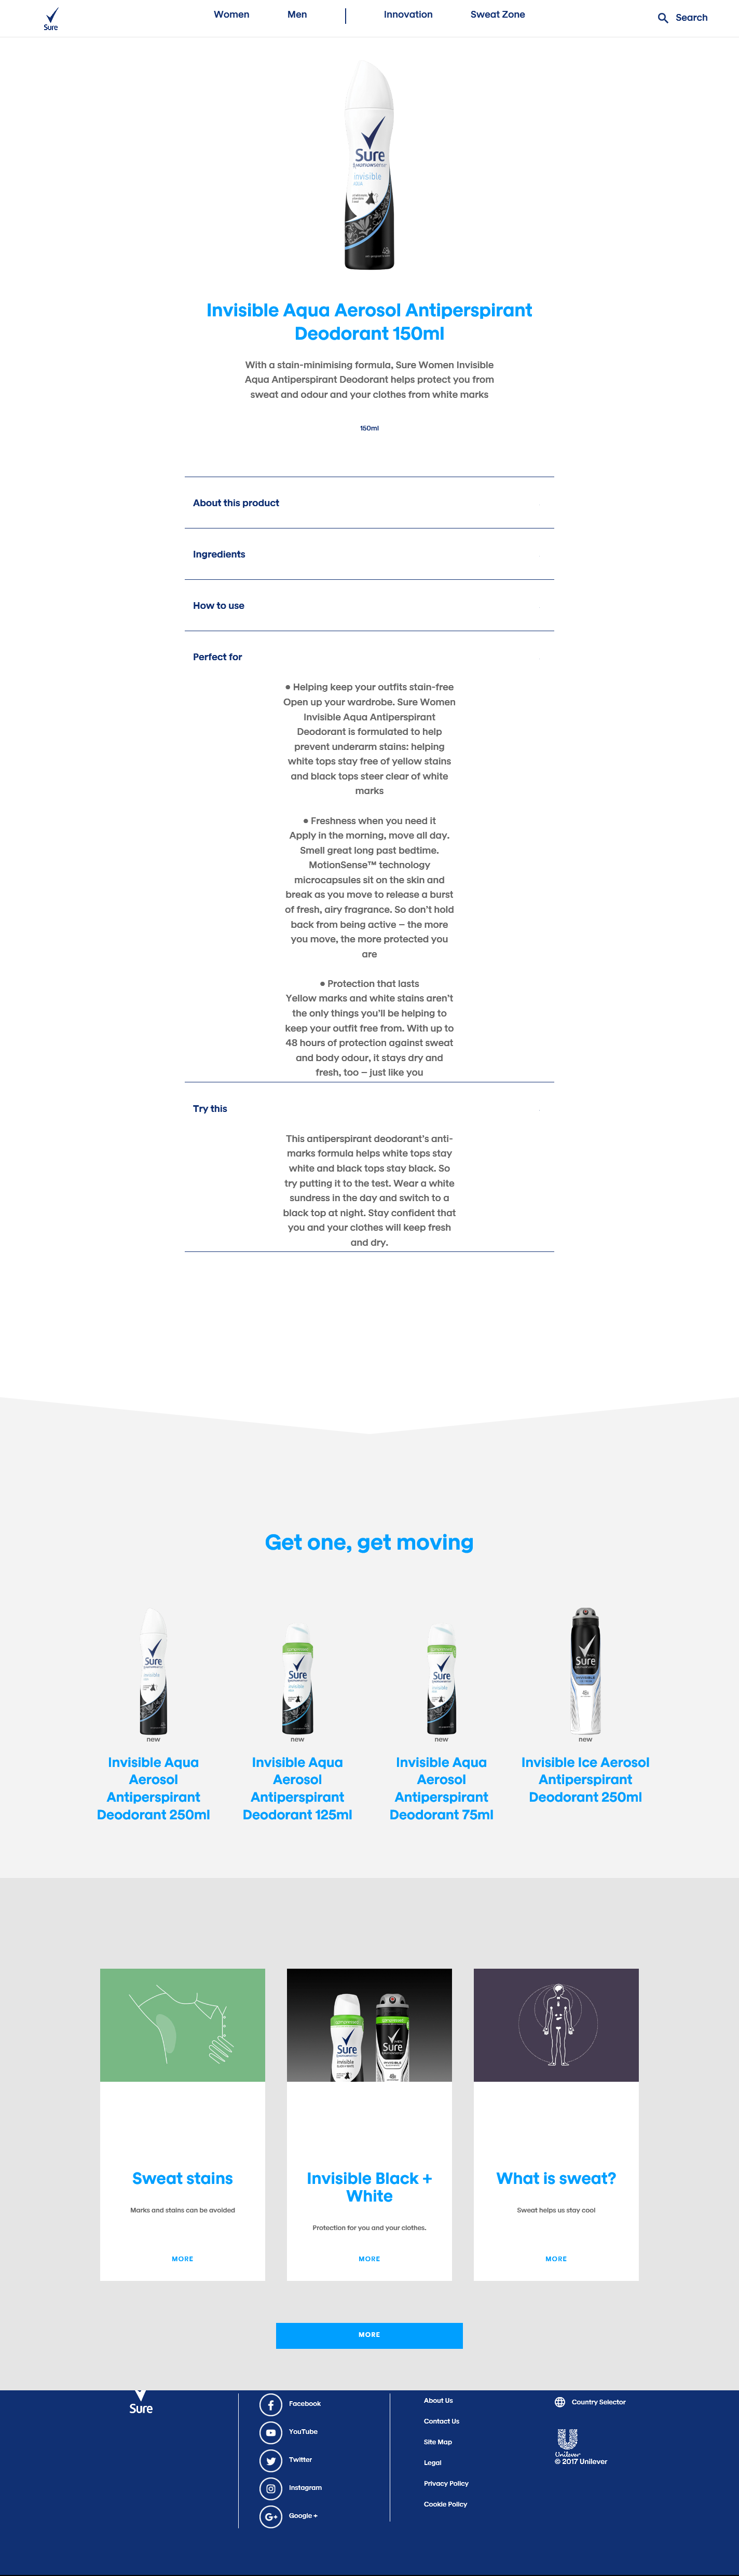 Sure
Women
Men
Innovation
Sweat Zone
Search
Sure
invisible
Invisible Aqua Aerosol Antiperspirant
Deodorant 150ml
With a stain-minimising formula, Sure Women Invisible
Aqua Antiperspirant Deodorant helps protect you from
sweat and odour and your clothes from white marks
150ml
About this product
Ingredients
How to use
Perfect for
● Helping keep your outfits stain-free
Open up your wardrobe. Sure Women
Invisible Aqua Antiperspirant
Deodorant is formulated to help
prevent underarm stains: helping
white tops stay free of yellow stains
and black tops steer clear of white
marks
● Freshness when you need it
Apply in the morning, move all day.
Smell great long past bedtime.
MotionSense™ technology
microcapsules sit on the skin and
break as you move to release a burst
of fresh, airy fragrance. So don't hold
back from being active – the more
you move, the more protected you
are
● Protection that lasts
Yellow marks and white stains aren't
the only things you'll be helping to
keep your outfit free from. With up to
48 hours of protection against sweat
and body odour, it stays dry and
fresh, too – just like you
Try this
This antiperspirant deodorant's anti-
marks formula helps white tops stay
white and black tops stay black. So
try putting it to the test. Wear a white
sundress in the day and switch to a
black top at night. Stay confident that
you and your clothes will keep fresh
and dry.
Get one, get moving
Sure
Sure
Sure
Sure
new
new
new
new
Invisible Aqua
Aerosol
Antiperspirant
Deodorant 250ml
Invisible Aqua
Aerosol
Antiperspirant
Deodorant 125ml
Invisible Aqua
Aerosol
Antiperspirant
Deodorant 75ml
Invisible Ice Aerosol
Antiperspirant
Deodorant 250ml
Sure
invisible
Sure
Sweat stains
Marks and stains can be avoided
MORE
Invisible Black +
White
Protection for you and your clothes.
MORE
What is sweat?
Sweat helps us stay cool
MORE
MORE
Sure
Facebook
YouTube
Twitter
Instagram
Google +
About Us
Contact Us
Site Map
Legal
Privacy Policy
Cookie Policy
Country Selector
Unilever
© 2017 Unilever